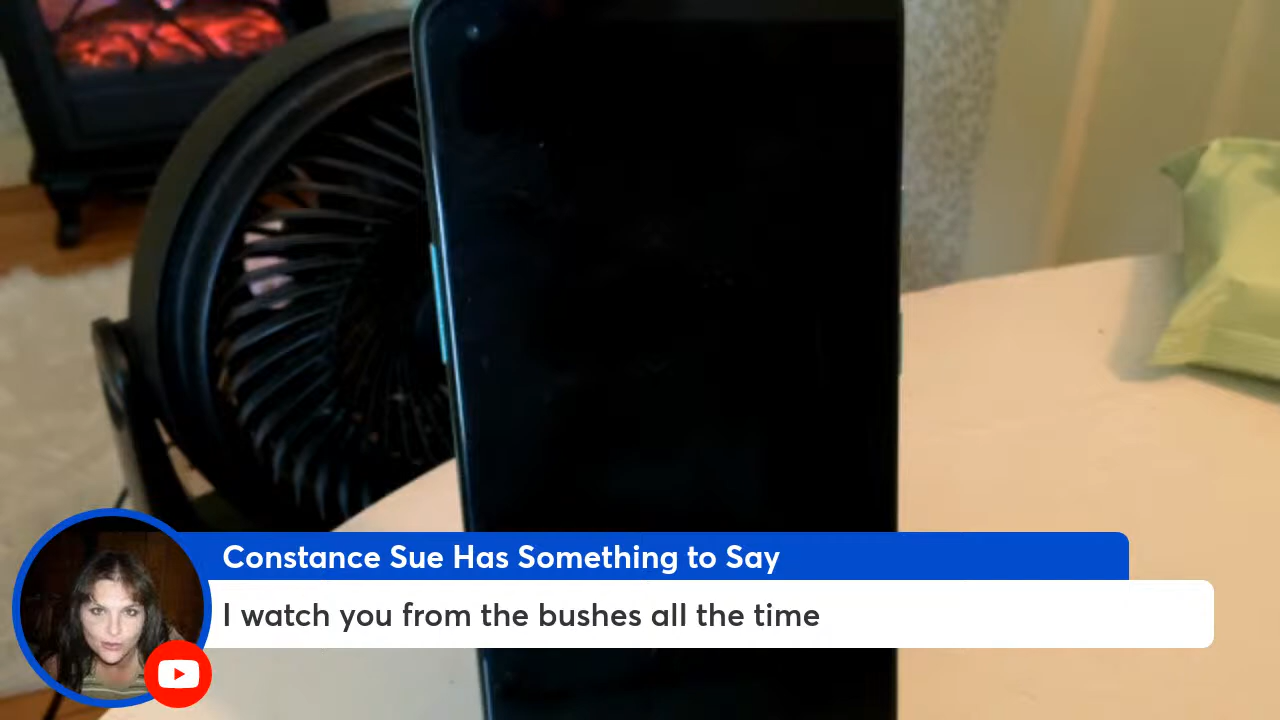 Constance Sue Has Something to Say
I watch you from the bushes all the time